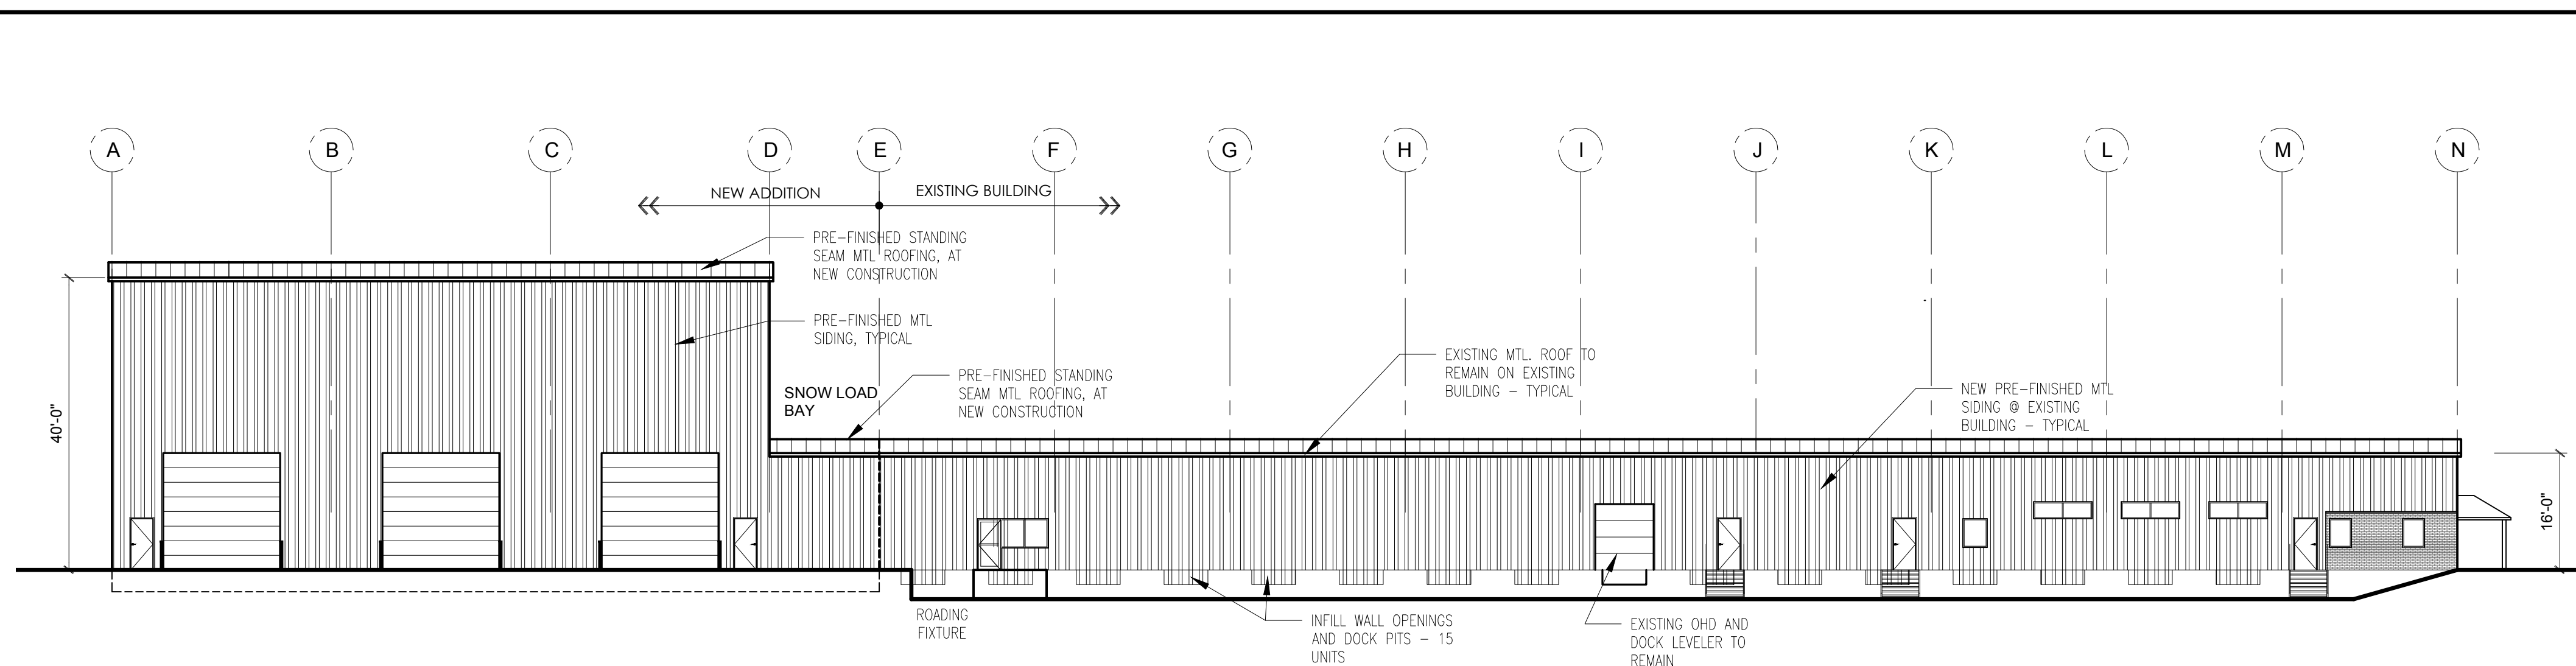 A B C D E F G H I J K L M N
NEW ADDITION
EXISTING BUILDING
PRE-FINISHED STANDING
SEAM MTL ROOFING, AT
NEW CONSTRUCTION
PRE-FINISHED MTL
SIDING, TYPICAL
SNOW LOAD
BAY
PRE-FINISHED STANDING
SEAM MTL ROOFING, AT
NEW CONSTRUCTION
EXISTING MTL. ROOF TO
REMAIN ON EXISTING
BUILDING - TYPICAL
NEW PRE-FINISHED MTL
SIDING @ EXISTING
BUILDING - TYPICAL
40'-0"
16'-0"
ROADING
FIXTURE
INFILL WALL OPENINGS
AND DOCK PITS - 15
UNITS
EXISTING OHD AND
DOCK LEVELER TO
REMAIN